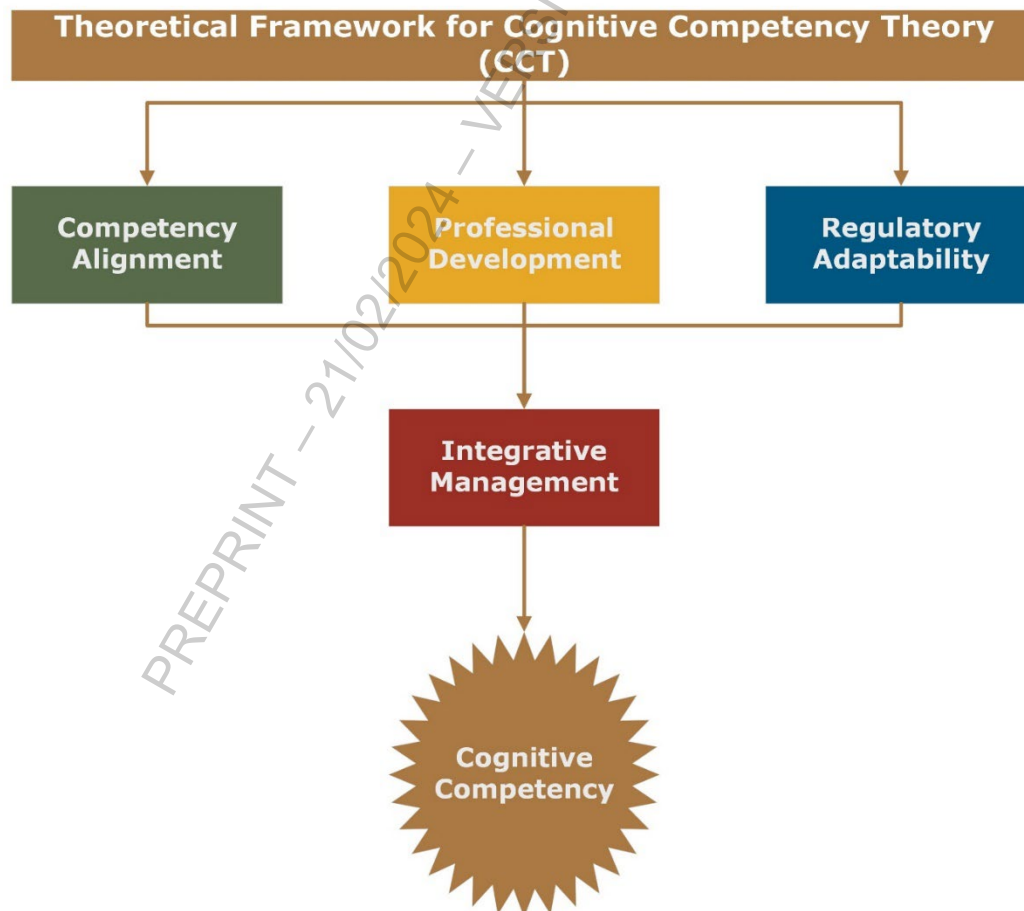 Theoretical Framework for Cognitive Competency Theory
(CCT)
Competency
Alignment
Professional
Development
Regulatory
Adaptability
Integrative
Management
Cognitive
Competency
PREPRINT – 21/02/2024 –